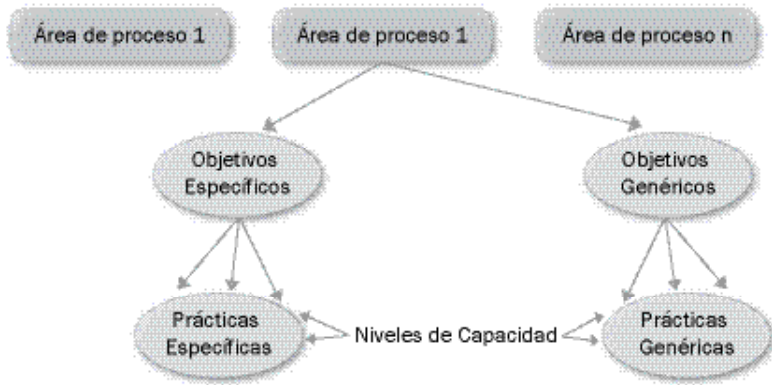 Área de proceso 1
Área de proceso 1
Área de proceso n
Objetivos
Específicos
Objetivos
Genéricos
Prácticas
Específicas
Niveles de Capacidad
Prácticas
Genéricas